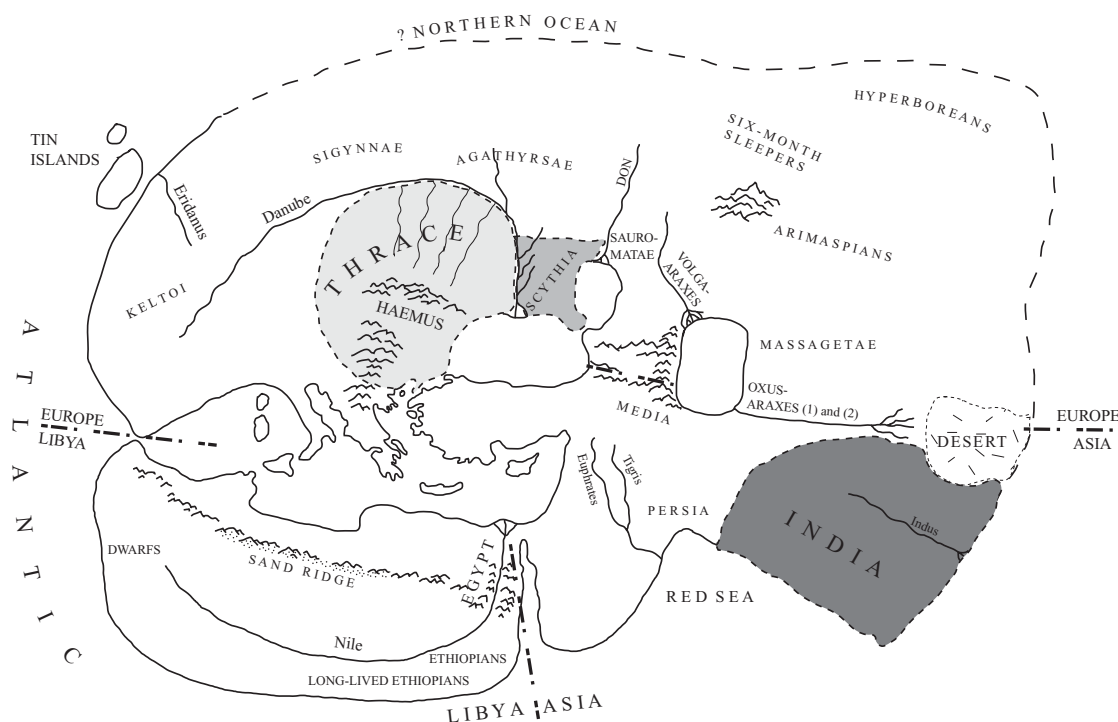 ? NORTHERN OCEAN
HYPERBOREANS
TIN
ISLANDS
SIX-MONTH
SLEEPERS
SIGYNNAE
AGATHYRSAE
DON
Eridanus
Danube
THRACE
SAURO-
MATAE
ARIMASPIANS
VOLGA-
ARAXES
SCYTHIA
KELTOI
HAEMUS
MASSAGETAE
ATLANTIC
OXUS-
ARAXES (1) and (2)
MEDIA
EUROPE
LIBYA
DESERT
EUROPE
ASIA
Euphrates
Tigris
PERSIA
INDIA
Indus
DWARFS
SAND RIDGE
EGYPT
RED SEA
Nile
ETHIOPIANS
LONG-LIVED ETHIOPIANS
LIBYA
ASIA